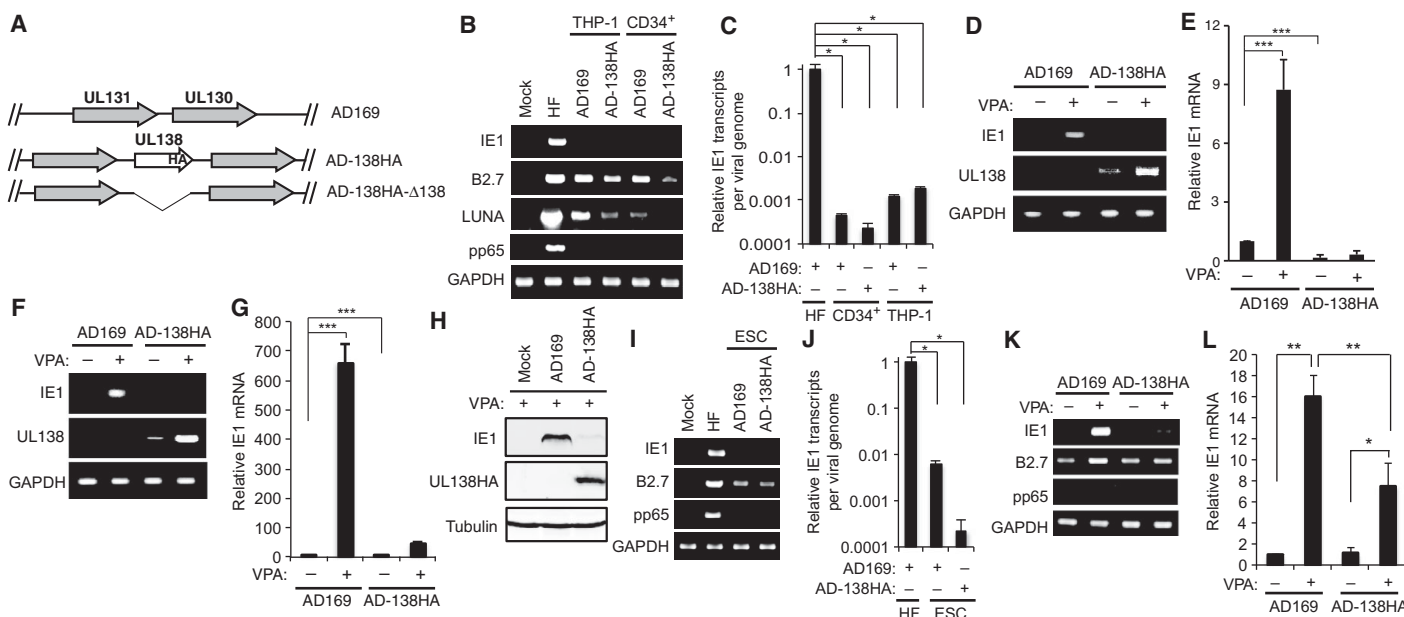 A
UL131 UL130
AD169
UL138
HA
AD-138HA
AD-138HA-Δ138
B
THP-1 CD34+
Mock HF AD169 AD-138HA AD169 AD-138HA
IE1
B2.7
LUNA
pp65
GAPDH
C
* * * *
Relative IE1 transcripts per viral genome
1
0.1
0.01
0.001
0.0001
AD169: + + – + –
AD-138HA: – – + – +
HF CD34+ THP-1
D
AD169 AD-138HA
VPA: – + – +
IE1
UL138
GAPDH
E
*** ***
Relative IE1 mRNA
12
9
6
3
0
VPA: – + – +
AD169 AD-138HA
F
AD169 AD-138HA
VPA: – + – +
IE1
UL138
GAPDH
G
*** ***
Relative IE1 mRNA
800
700
600
500
400
300
200
100
0
VPA: – + – +
AD169 AD-138HA
H
Mock AD169 AD-138HA
VPA: + + +
IE1
UL138HA
Tubulin
I
ESC
Mock HF AD169 AD-138HA
IE1
B2.7
pp65
GAPDH
J
* *
Relative IE1 transcripts per viral genome
1
0.1
0.01
0.001
0.0001
AD169: + + –
AD-138HA: – – +
HF ESC
K
AD169 AD-138HA
VPA: – + – +
IE1
B2.7
pp65
GAPDH
L
** ** *
Relative IE1 mRNA
20
18
16
14
12
10
8
6
4
2
0
VPA: – + – +
AD169 AD-138HA